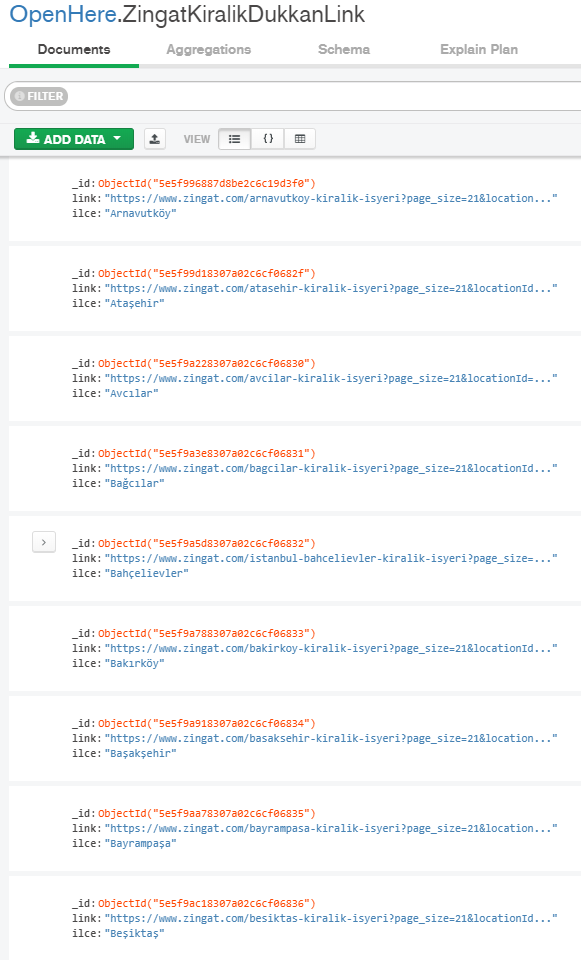 OpenHere.ZingatKiralikDukkanLink
Documents Aggregations Schema Explain Plan
FILTER
ADD DATA VIEW { }
_id: ObjectId("5e5f996887d8be2c6c19d3f0")
link: "https://www.zingat.com/arnavutkoy-kiralik-isyeri?page_size=21&location..."
ilce: "Arnavutköy"
_id: ObjectId("5e5f99d18307a02c6cf0682f")
link: "https://www.zingat.com/atasehir-kiralik-isyeri?page_size=21&locationId..."
ilce: "Ataşehir"
_id: ObjectId("5e5f9a228307a02c6cf06830")
link: "https://www.zingat.com/avcilar-kiralik-isyeri?page_size=21&locationId=..."
ilce: "Avcılar"
_id: ObjectId("5e5f9a3e8307a02c6cf06831")
link: "https://www.zingat.com/bagcilar-kiralik-isyeri?page_size=21&locationId..."
ilce: "Bağcılar"
_id: ObjectId("5e5f9a5d8307a02c6cf06832")
link: "https://www.zingat.com/istanbul-bahcelievler-kiralik-isyeri?page_size=..."
ilce: "Bahçelievler"
_id: ObjectId("5e5f9a788307a02c6cf06833")
link: "https://www.zingat.com/bakirkoy-kiralik-isyeri?page_size=21&locationId..."
ilce: "Bakırköy"
_id: ObjectId("5e5f9a918307a02c6cf06834")
link: "https://www.zingat.com/basaksehir-kiralik-isyeri?page_size=21&location..."
ilce: "Başakşehir"
_id: ObjectId("5e5f9aa78307a02c6cf06835")
link: "https://www.zingat.com/bayrampasa-kiralik-isyeri?page_size=21&location..."
ilce: "Bayrampaşa"
_id: ObjectId("5e5f9ac18307a02c6cf06836")
link: "https://www.zingat.com/besiktas-kiralik-isyeri?page_size=21&locationId..."
ilce: "Beşiktaş"